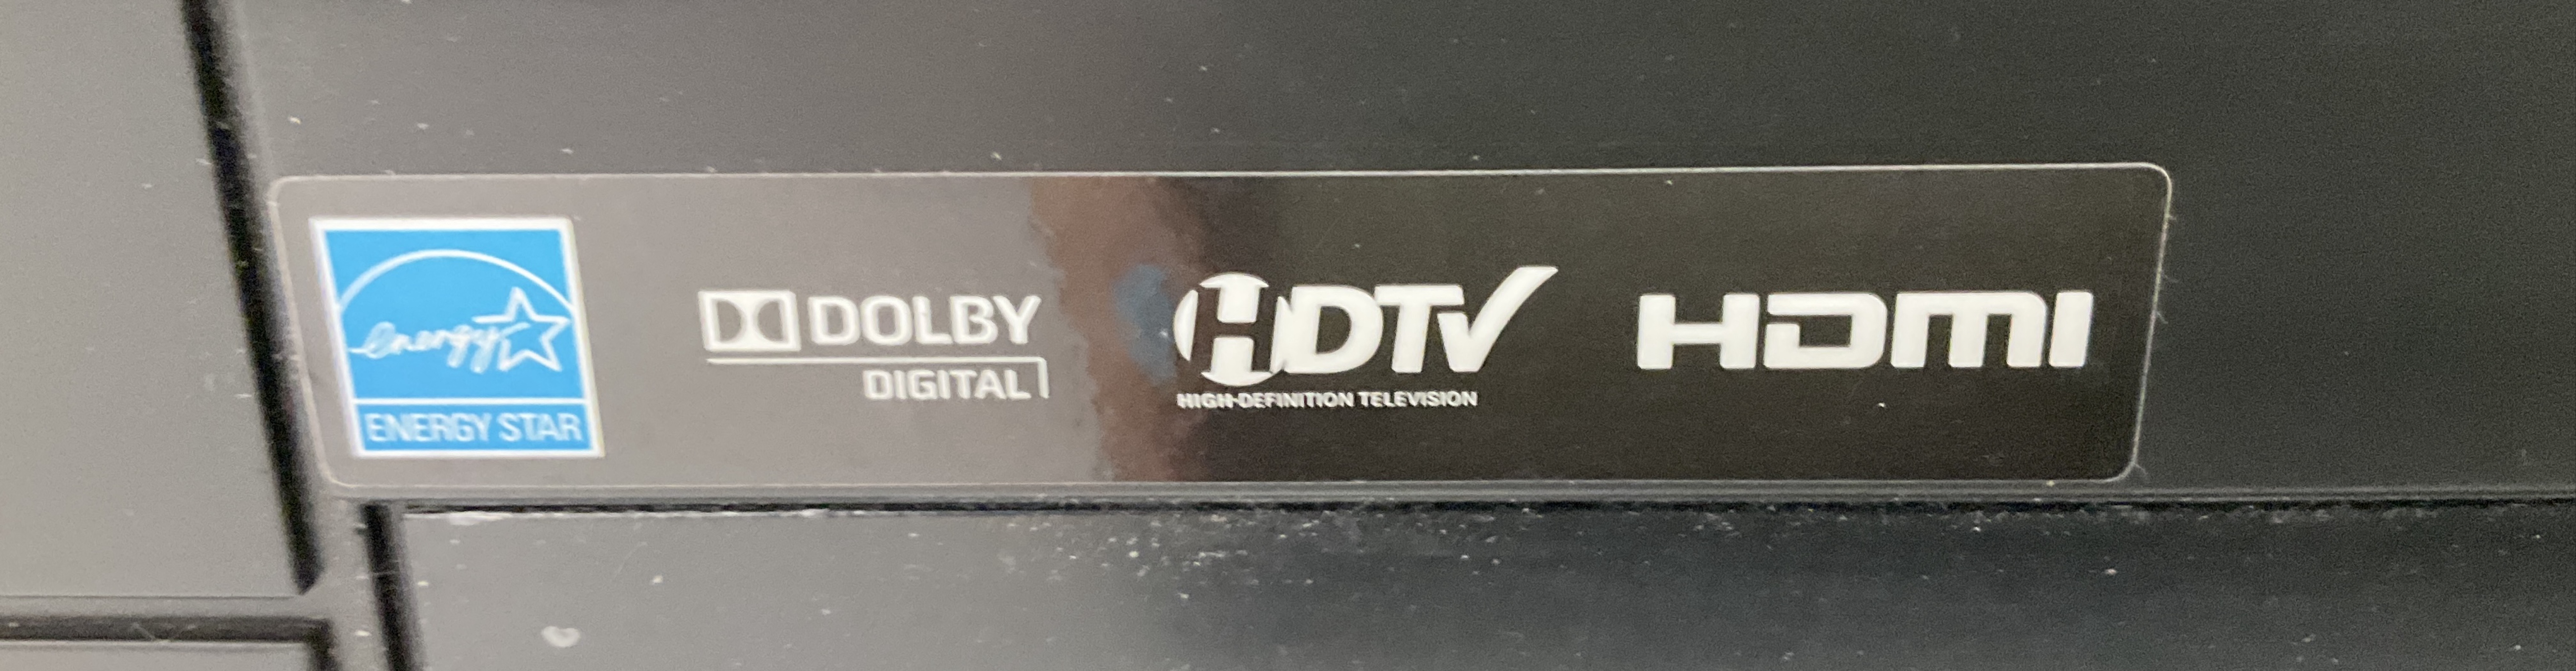 energy
ENERGY STAR
DOLBY
DIGITAL
HDTV
HIGH-DEFINITION TELEVISION
HDMI